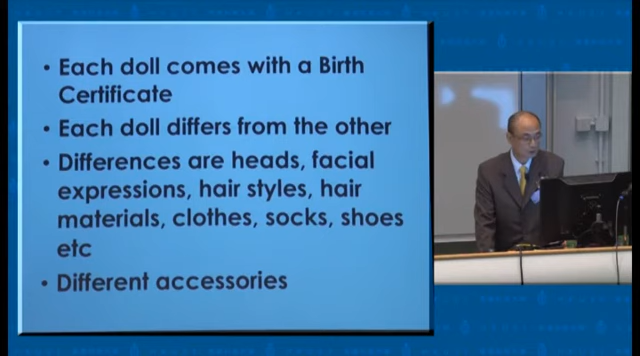 • Each doll comes with a Birth
Certificate
• Each doll differs from the other
• Differences are heads, facial
expressions, hair styles, hair
materials, clothes, socks, shoes
etc
• Different accessories